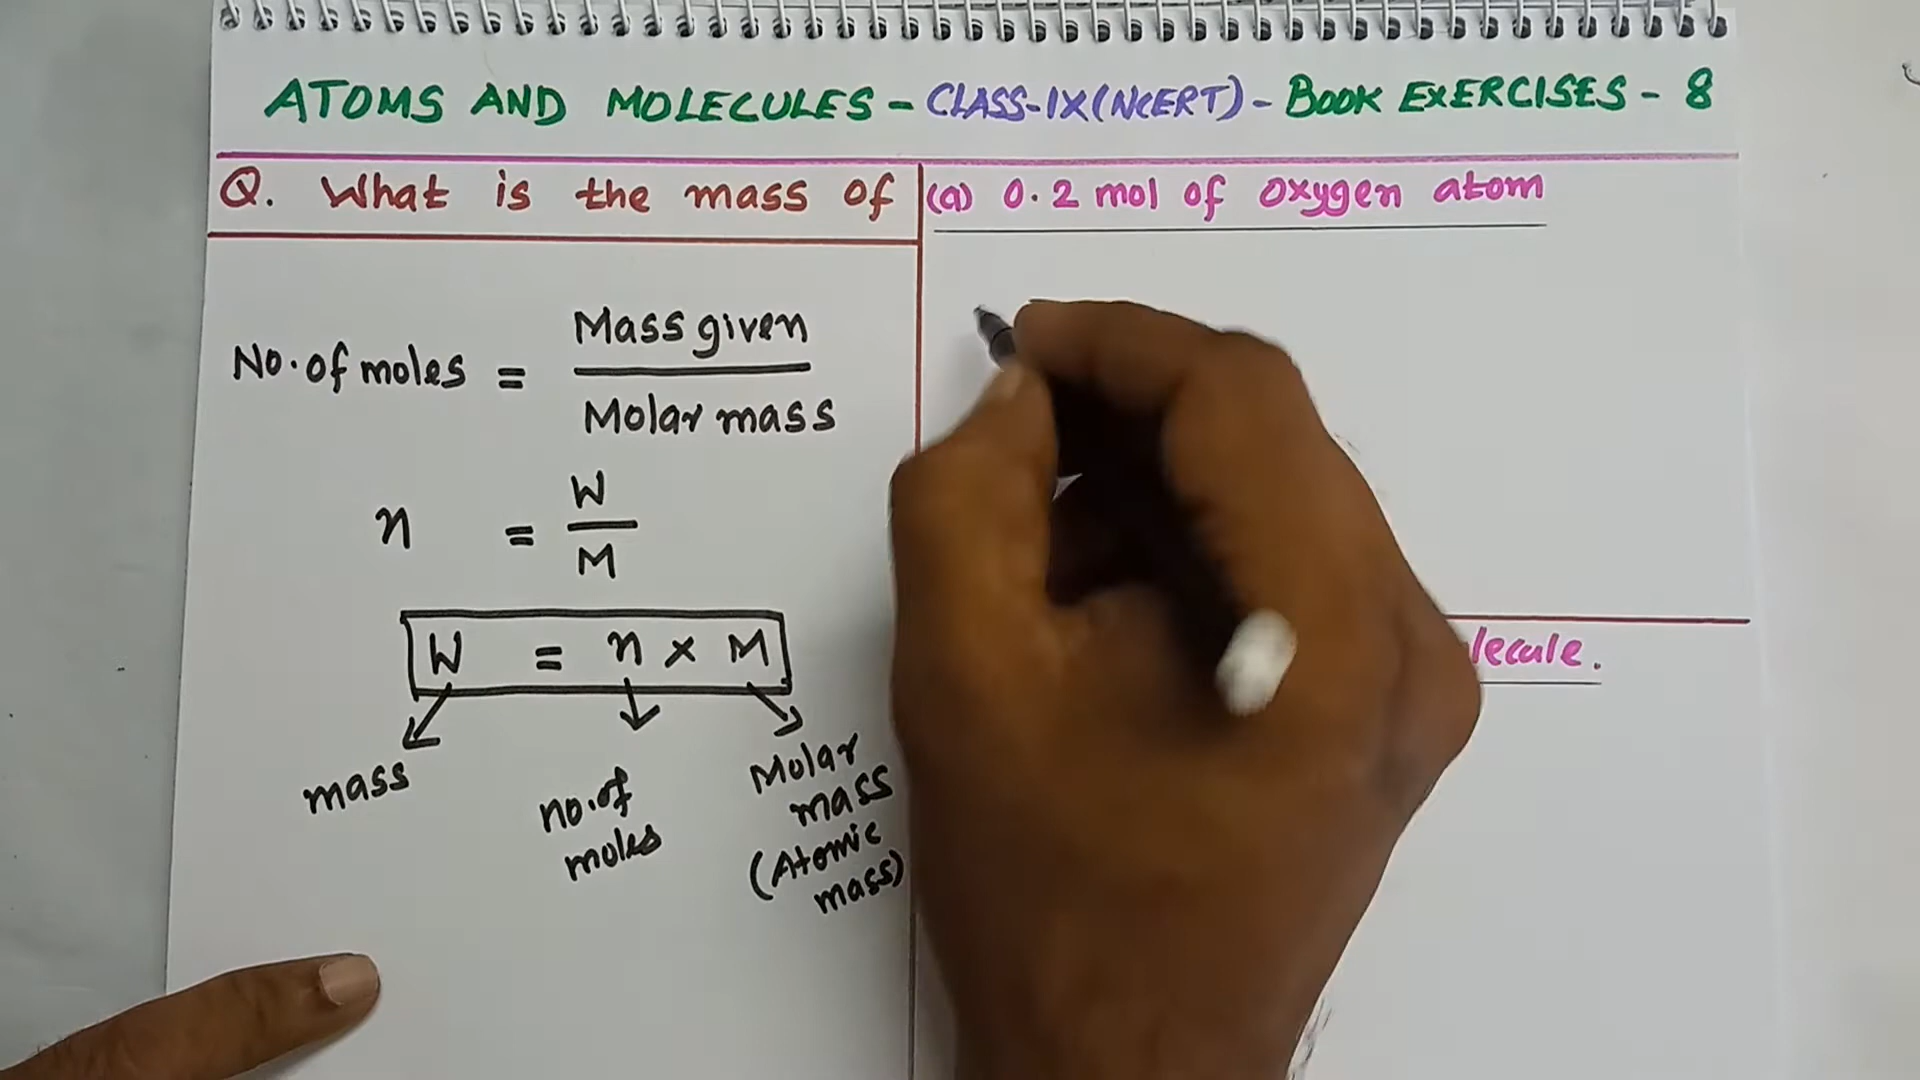 ATOMS AND MOLECULES - CLASS-IX(NCERT) - BOOK EXERCISES - 8
Q. What is the mass of
No. of moles = Mass given
Molar mass
n = W
M
W = n × M
mass
no. of
moles
Molar
mass
(Atomic
mass)
(a) 0.2 mol of oxygen atom